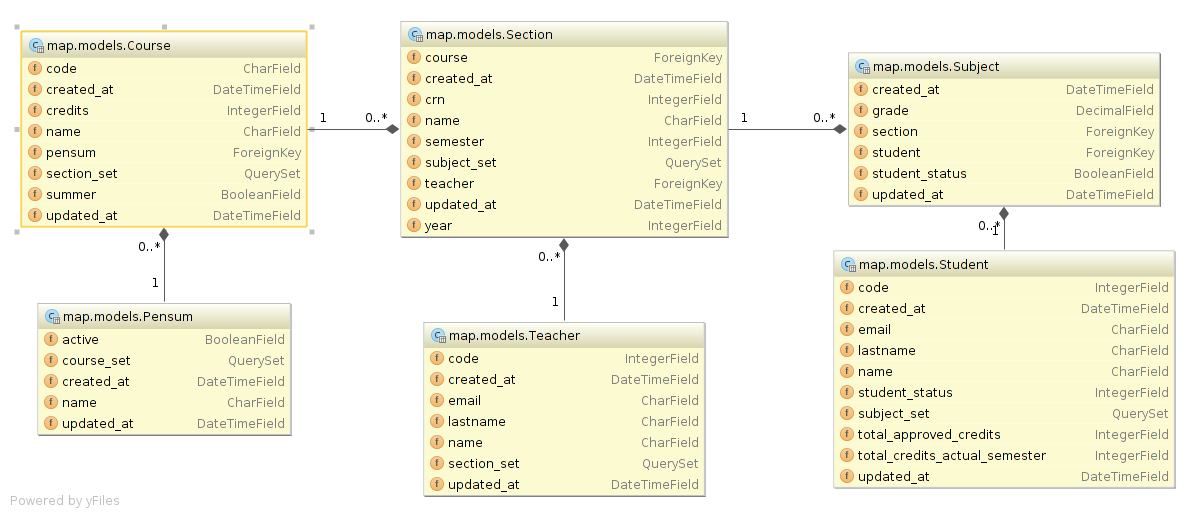 map.models.Course
code CharField
created_at DateTimeField
credits IntegerField
name CharField
pensum ForeignKey
section_set QuerySet
summer BooleanField
updated_at DateTimeField
1 0..*
map.models.Section
course ForeignKey
created_at DateTimeField
crn IntegerField
name CharField
semester IntegerField
subject_set QuerySet
teacher ForeignKey
updated_at DateTimeField
year IntegerField
1 0..*
map.models.Subject
created_at DateTimeField
grade DecimalField
section ForeignKey
student ForeignKey
student_status BooleanField
updated_at DateTimeField
0..*
1
map.models.Pensum
active BooleanField
course_set QuerySet
created_at DateTimeField
name CharField
updated_at DateTimeField
0..*
1
map.models.Teacher
code IntegerField
created_at DateTimeField
email CharField
lastname CharField
name CharField
section_set QuerySet
updated_at DateTimeField
0..*
1
map.models.Student
code IntegerField
created_at DateTimeField
email CharField
lastname CharField
name CharField
student_status IntegerField
subject_set QuerySet
total_approved_credits IntegerField
total_credits_actual_semester IntegerField
updated_at DateTimeField
Powered by yFiles